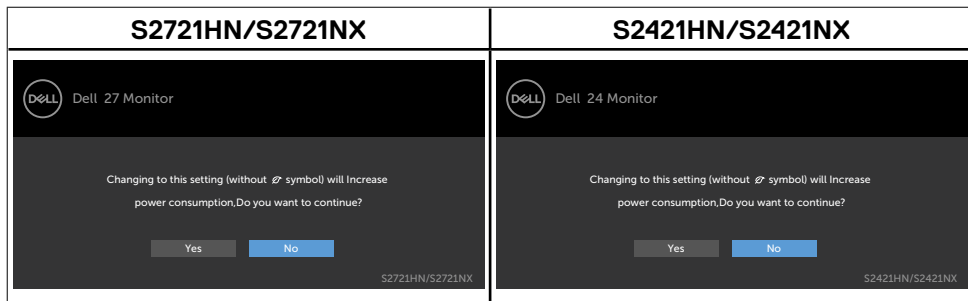 S2721HN/S2721NX
S2421HN/S2421NX
DELL Dell 27 Monitor
Changing to this setting (without symbol) will Increase
power consumption,Do you want to continue?
Yes No
S2721HN/S2721NX
DELL Dell 24 Monitor
Changing to this setting (without symbol) will Increase
power consumption,Do you want to continue?
Yes No
S2421HN/S2421NX